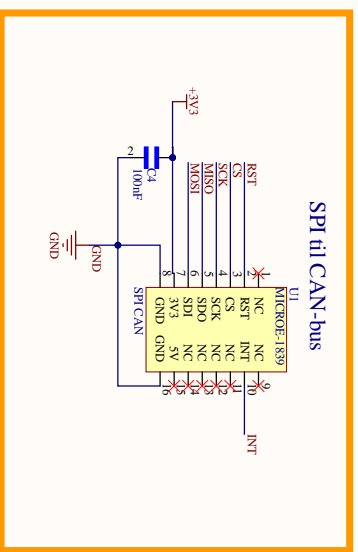 SPI til CAN-bus
U1
MICROE-1839
RST
CS
SCK
MISO
MOSI
+3V3
C4
100nF
2
1
2
3
4
5
6
7
8
NC
RST
CS
SCK
SDO
SDI
3V3
GND
NC
INT
NC
NC
NC
NC
5V
GND
9
10
16
INT
SPI CAN
GND
GND